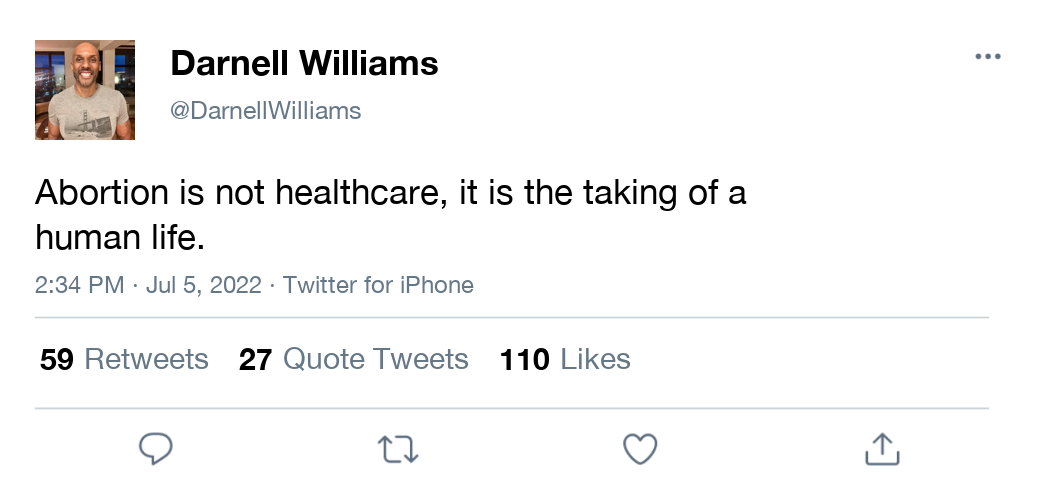 Darnell Williams
@DarnellWilliams
Abortion is not healthcare, it is the taking of a
human life.
2:34 PM · Jul 5, 2022 · Twitter for iPhone
59 Retweets 27 Quote Tweets 110 Likes